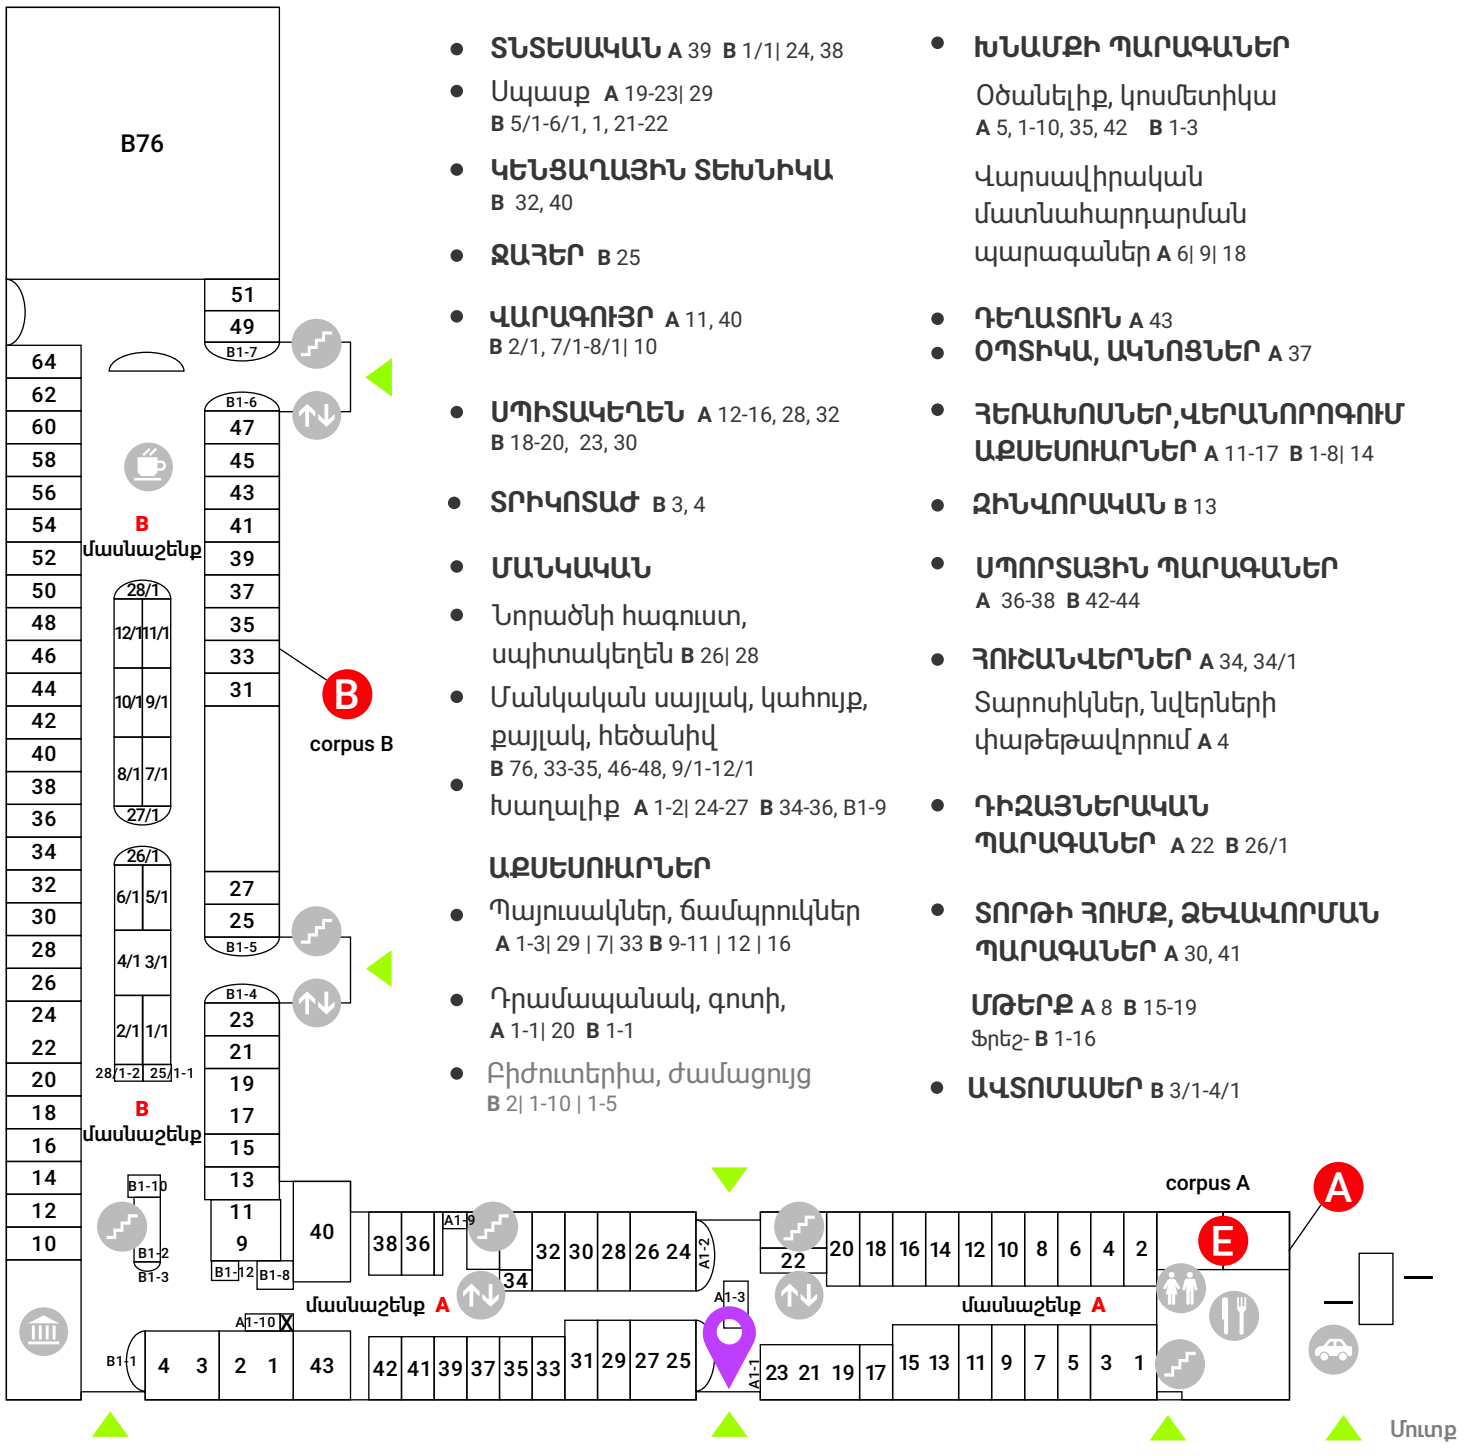 ՏՆՏԵՍԱԿԱՆ A 39 B 1/1| 24, 38
Սպասք A 19-23| 29
B 5/1-6/1, 1, 21-22
ԿԵՆՑԱՂԱՅԻՆ ՏԵԽՆԻԿԱ
B 32, 40
ՋԱՀԵՐ B 25
ՎԱՐԱԳՈՒՅՐ A 11, 40
B 2/1, 7/1-8/1| 10
ՍՊԻՏԱԿԵՂԵՆ A 12-16, 28, 32
B 18-20, 23, 30
ՏՐԻԿՈՏԱԺ B 3, 4
ՄԱՆԿԱԿԱՆ
Նորածնի հագուստ,
սպիտակեղեն B 26| 28
Մանկական սայլակ, կահույք,
քայլակ, հեծանիվ
B 76, 33-35, 46-48, 9/1-12/1
Խաղալիք A 1-2| 24-27 B 34-36, B1-9
ԱՔՍԵՍՈՒԱՐՆԵՐ
Պայուսակներ, ճամպրուկներ
A 1-3| 29 | 7| 33 B 9-11 | 12 | 16
Դրամապանակ, գոտի,
A 1-1| 20 B 1-1
Բիժուտերիա, ժամացույց
B 2| 1-10 | 1-5
ԽՆԱՄՔԻ ՊԱՐԱԳԱՆԵՐ
Օծանելիք, կոսմետիկա
A 5, 1-10, 35, 42 B 1-3
Վարսավիրական
մատնահարդարման
պարագաներ A 6| 9| 18
ԴԵՂԱՏՈՒՆ A 43
ՕՊՏԻԿԱ, ԱԿՆՈՑՆԵՐ A 37
ՀԵՌԱԽՈՍՆԵՐ,ՎԵՐԱՆՈՐՈԳՈՒՄ
ԱՔՍԵՍՈՒԱՐՆԵՐ A 11-17 B 1-8| 14
ԶԻՆՎՈՐԱԿԱՆ B 13
ՍՊՈՐՏԱՅԻՆ ՊԱՐԱԳԱՆԵՐ
A 36-38 B 42-44
ՀՈՒՇԱՆՎԵՐՆԵՐ A 34, 34/1
Տարոսիկներ, նվերների
փաթեթավորում A 4
ԴԻԶԱՅՆԵՐԱԿԱՆ
ՊԱՐԱԳԱՆԵՐ A 22 B 26/1
ՏՈՐԹԻ ՀՈՒՄՔ, ՁԵՎԱՎՈՐՄԱՆ
ՊԱՐԱԳԱՆԵՐ A 30, 41
ՄԹԵՐՔ A 8 B 15-19
Ֆրեշ- B 1-16
ԱՎՏՈՄԱՍԵՐ B 3/1-4/1
B76
51
49
B1-7
B1-6
47
45
43
41
39
37
35
33
31
27
25
B1-5
B1-4
23
21
19
17
15
13
11
9
B1-12 B1-8
64
62
60
58
56
54
52
50
48
46
44
42
40
38
36
34
32
30
28
26
24
22
20
18
16
14
12
10
B
մասնաշենք
28/1
12/1 11/1
10/1 9/1
8/1 7/1
27/1
26/1
6/1 5/1
4/1 3/1
2/1 1/1
28/1-2 25/1-1
B
մասնաշենք
B1-10
B1-2
B1-3
B
corpus B
40
38 36
A1-9
34
32 30 28 26 24
A1-2
A1-3
մասնաշենք A
A1-10 X
B1-1
4 3 2 1 43
42 41 39 37 35 33 31 29 27 25
A1-1
22
20 18 16 14 12 10 8 6 4 2
մասնաշենք A
23 21 19 17 15 13 11 9 7 5 3 1
corpus A
A
E
Մուտք